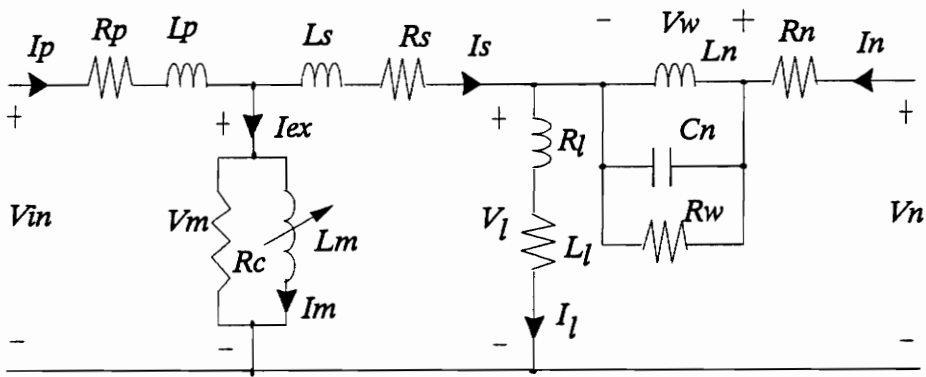 Ip Rp Lp Ls Rs Is - Vw + Ln Rn In
+ + Iex + Rl Cn +
Vin Vm Rc Lm Vl Ll Rw Vn
Im Il
- - - -